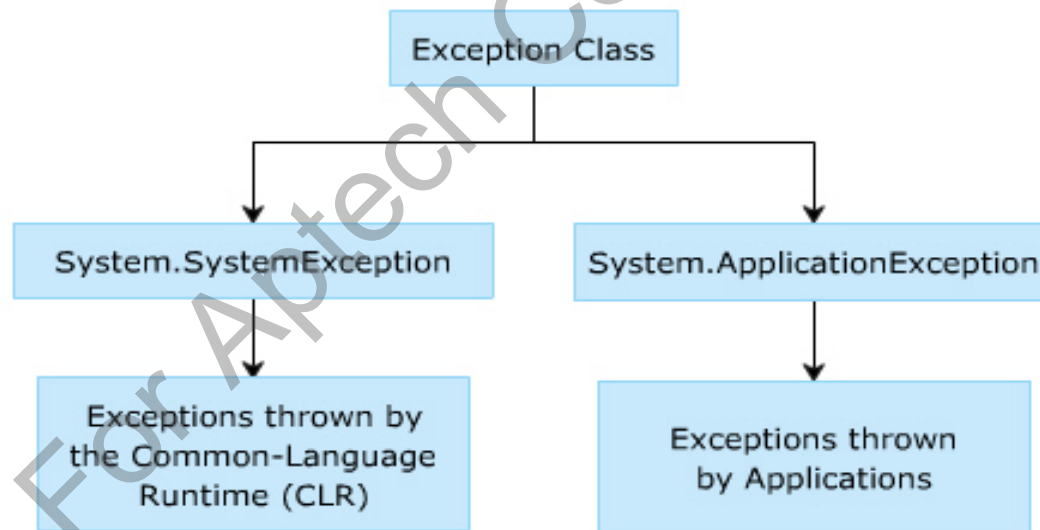 Exception Class
System.SystemException
System.ApplicationException
Exceptions thrown by
the Common-Language
Runtime (CLR)
Exceptions thrown
by Applications
For Aptech